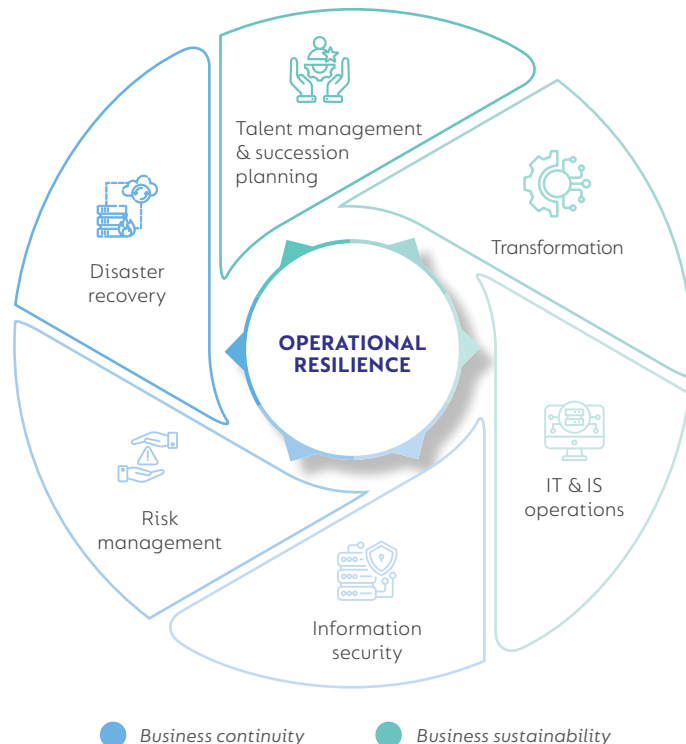 Talent management
& succession
planning
Transformation
Disaster
recovery
OPERATIONAL
RESILIENCE
IT & IS
operations
Risk
management
Information
security
Business continuity
Business sustainability